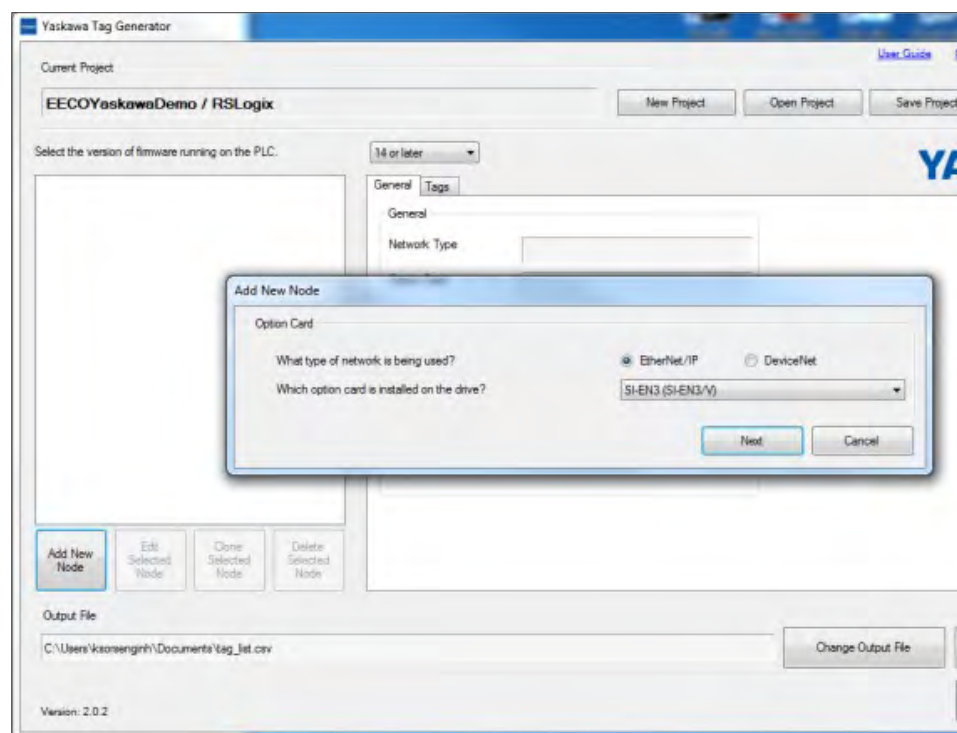 Yaskawa Tag Generator
User Guide
Current Project
EECOYaskawaDemo / RSLogix
New Project
Open Project
Save Project
Select the version of firmware running on the PLC.
14 or later
YA
General
Tags
General
Network Type
Add New Node
Option Card
What type of network is being used?
EtherNet/IP
DeviceNet
Which option card is installed on the drive?
SI-EN3 (SI-EN3/V)
Next
Cancel
Add New
Node
Edit
Selected
Node
Clone
Selected
Node
Delete
Selected
Node
Output File
C:\Users\ksorsenginh\Documents\tag_list.csv
Change Output File
Version: 2.0.2